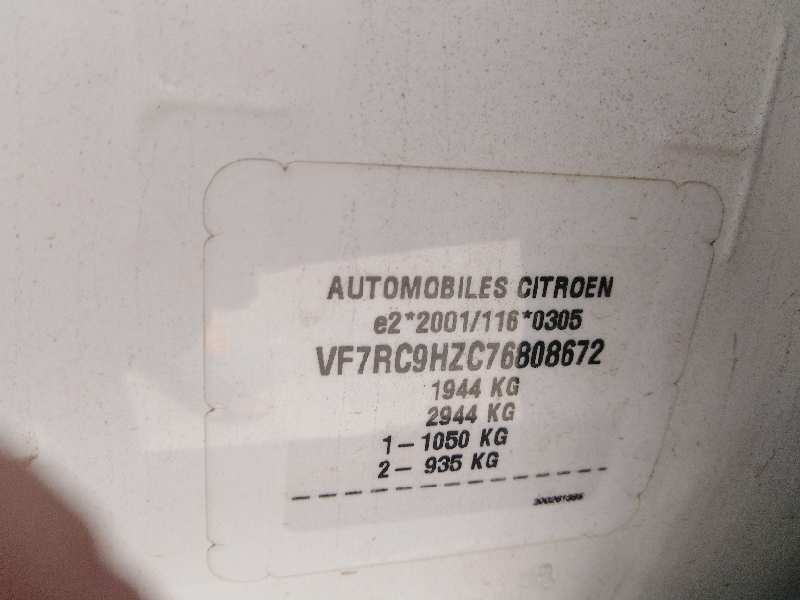 AUTOMOBILES CITROEN
e2*2001/116*0305
VF7RC9HZC76808672
1944 KG
2944 KG
1- 1050 KG
2- 935 KG